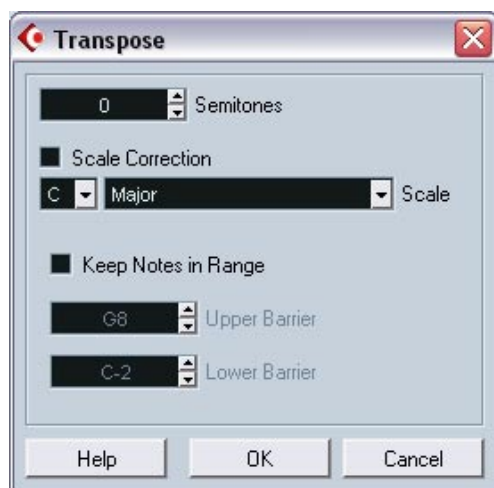 Transpose
0 Semitones
Scale Correction
C Major Scale
Keep Notes in Range
G8 Upper Barrier
C-2 Lower Barrier
Help OK Cancel